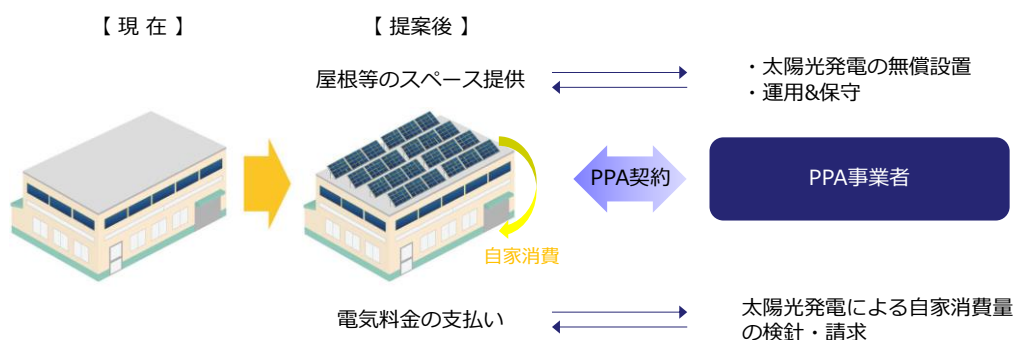 【 現 在 】
【 提案後 】
屋根等のスペース提供
・太陽光発電の無償設置
・運用&保守
PPA契約
PPA事業者
自家消費
電気料金の支払い
太陽光発電による自家消費量
の検針・請求